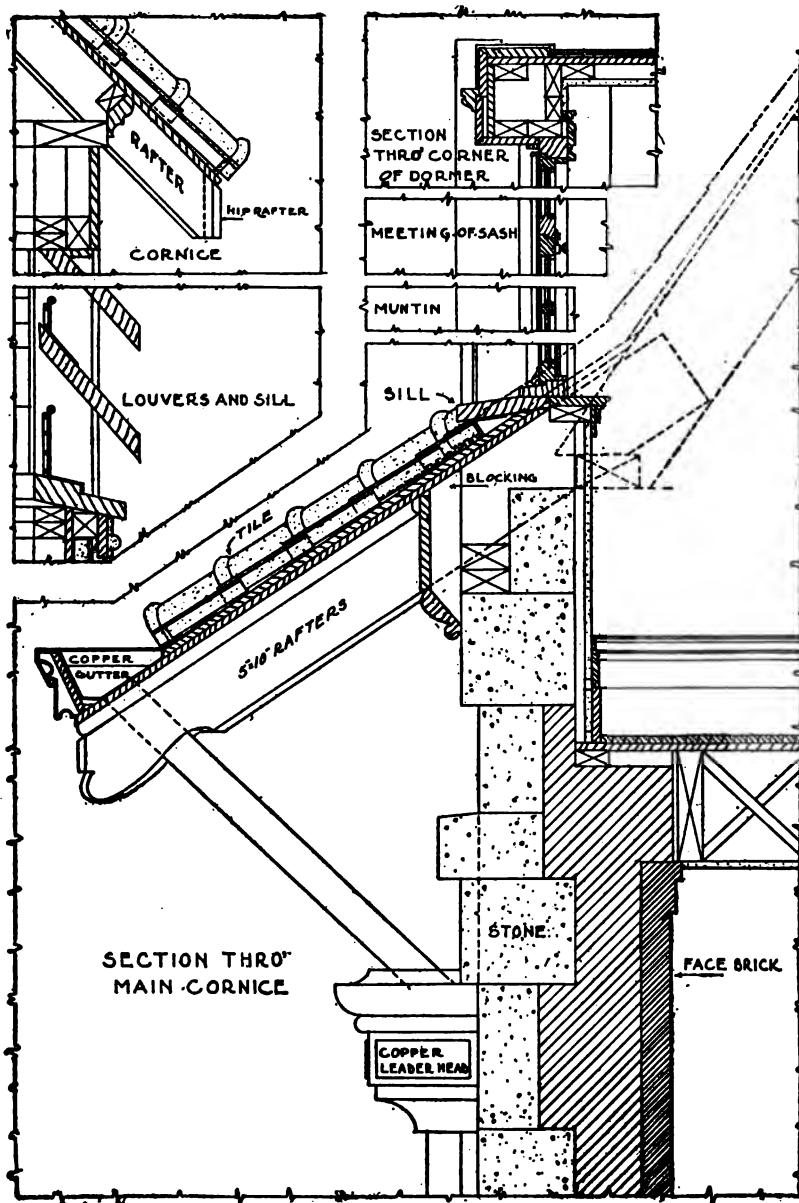 RAFTER
HIP RAFTER
CORNICE
LOUVERS AND SILL
SECTION
THRO' CORNER
OF DORMER
MEETING OF SASH
MUNTIN
SILL
BLOCKING
TILE
5"10" RAFTERS
COPPER
GUTTER
STONE
SECTION THRO'
MAIN CORNICE
FACE BRICK
COPPER
LEADER HEAD